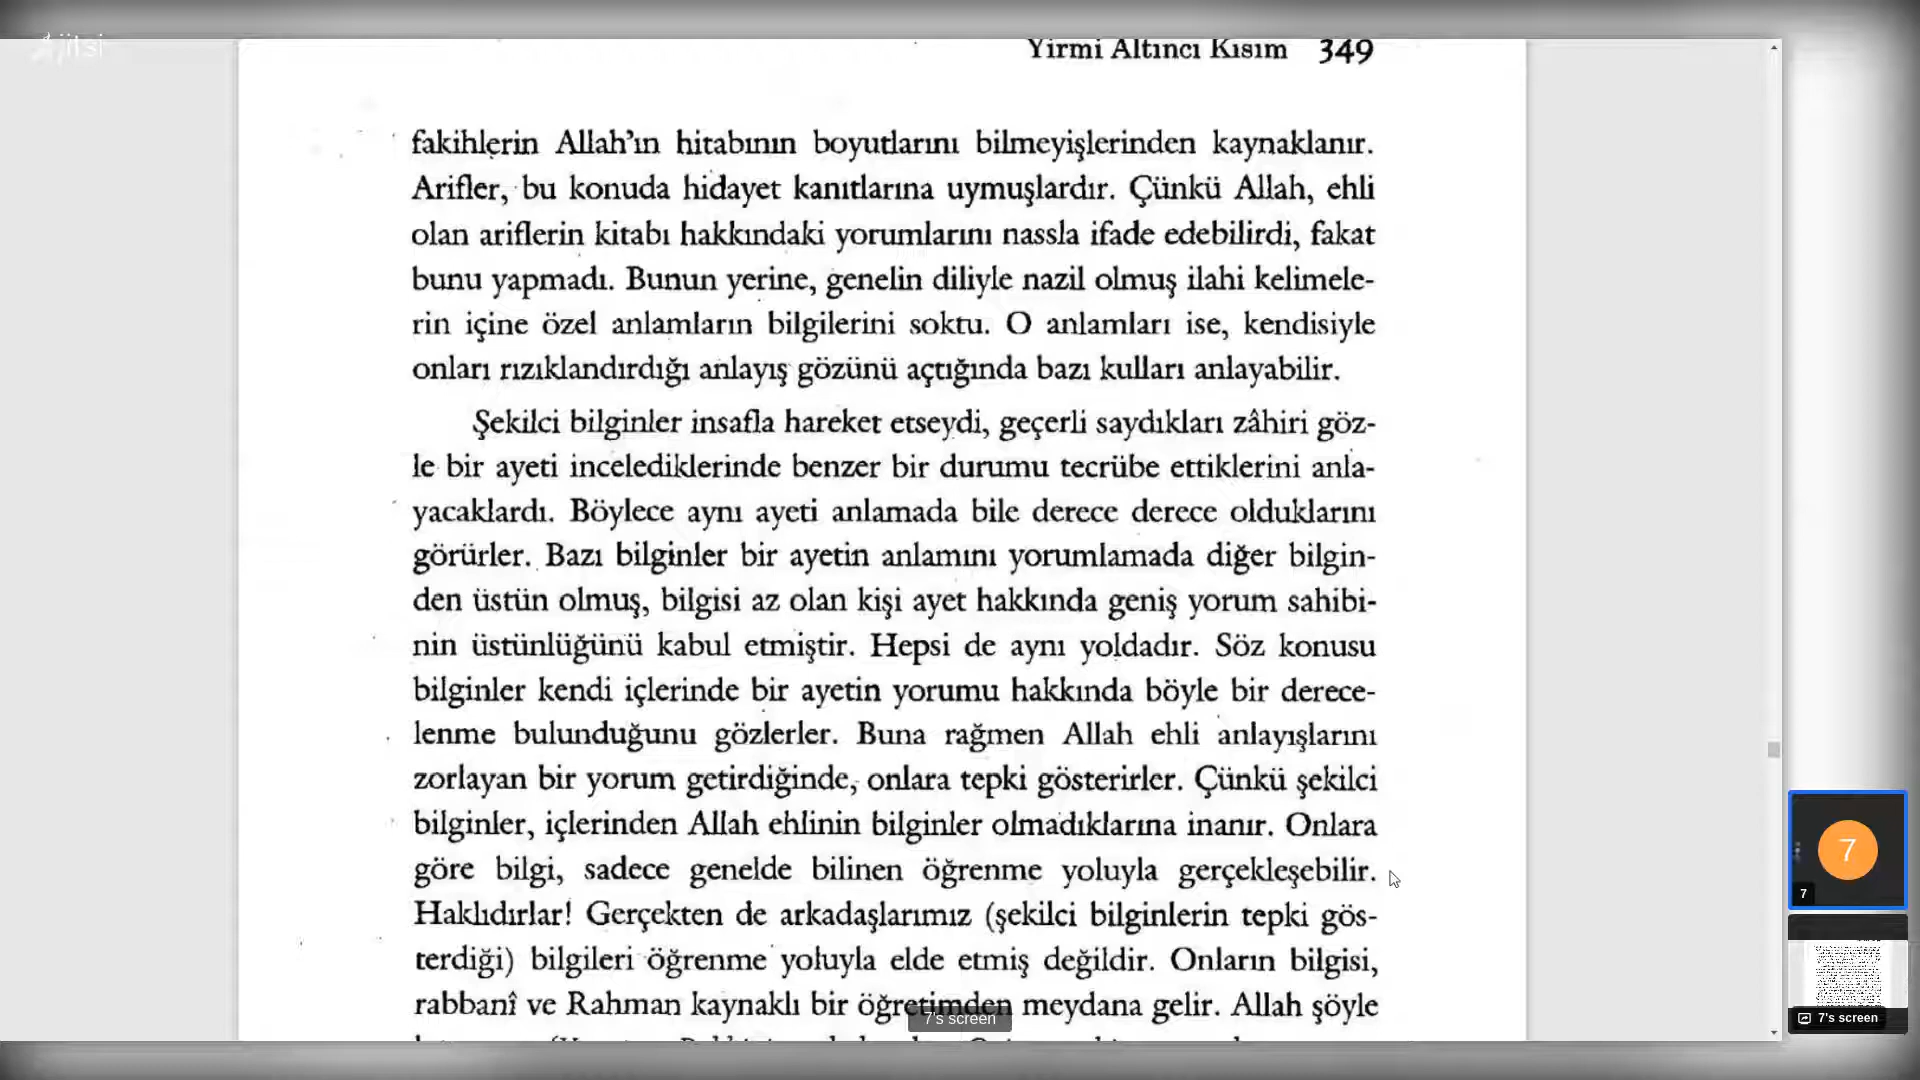 jitsi
Yirmi Altıncı Kısım 349
fakihlerin Allah’ın hitabının boyutlarını bilmeyişlerinden kaynaklanır.
Arifler, bu konuda hidayet kanıtlarına uymuşlardır. Çünkü Allah, ehli
olan ariflerin kitabı hakkındaki yorumlarını nassla ifade edebilirdi, fakat
bunu yapmadı. Bunun yerine, genelin diliyle nazil olmuş ilahi kelimele-
rin içine özel anlamların bilgilerini soktu. O anlamları ise, kendisiyle
onları rızıklandırdığı anlayış gözünü açtığında bazı kulları anlayabilir.
Şekilci bilginler insafla hareket etseydi, geçerli saydıkları zâhiri göz-
le bir ayeti incelediklerinde benzer bir durumu tecrübe ettiklerini anla-
yacaklardı. Böylece aynı ayeti anlamada bile derece derece olduklarını
görürler. Bazı bilginler bir ayetin anlamını yorumlamada diğer bilgin-
den üstün olmuş, bilgisi az olan kişi ayet hakkında geniş yorum sahibi-
nin üstünlüğünü kabul etmiştir. Hepsi de aynı yoldadır. Söz konusu
bilginler kendi içlerinde bir ayetin yorumu hakkında böyle bir derece-
lenme bulunduğunu gözlerler. Buna rağmen Allah ehli anlayışlarını
zorlayan bir yorum getirdiğinde, onlara tepki gösterirler. Çünkü şekilci
bilginler, içlerinden Allah ehlinin bilginler olmadıklarına inanır. Onlara
göre bilgi, sadece genelde bilinen öğrenme yoluyla gerçekleşebilir.
Haklıdırlar! Gerçekten de arkadaşlarımız (şekilci bilginlerin tepki gös-
terdiği) bilgileri öğrenme yoluyla elde etmiş değildir. Onların bilgisi,
rabbanî ve Rahman kaynaklı bir öğretimden meydana gelir. Allah şöyle
7's screen
7
7
7's screen